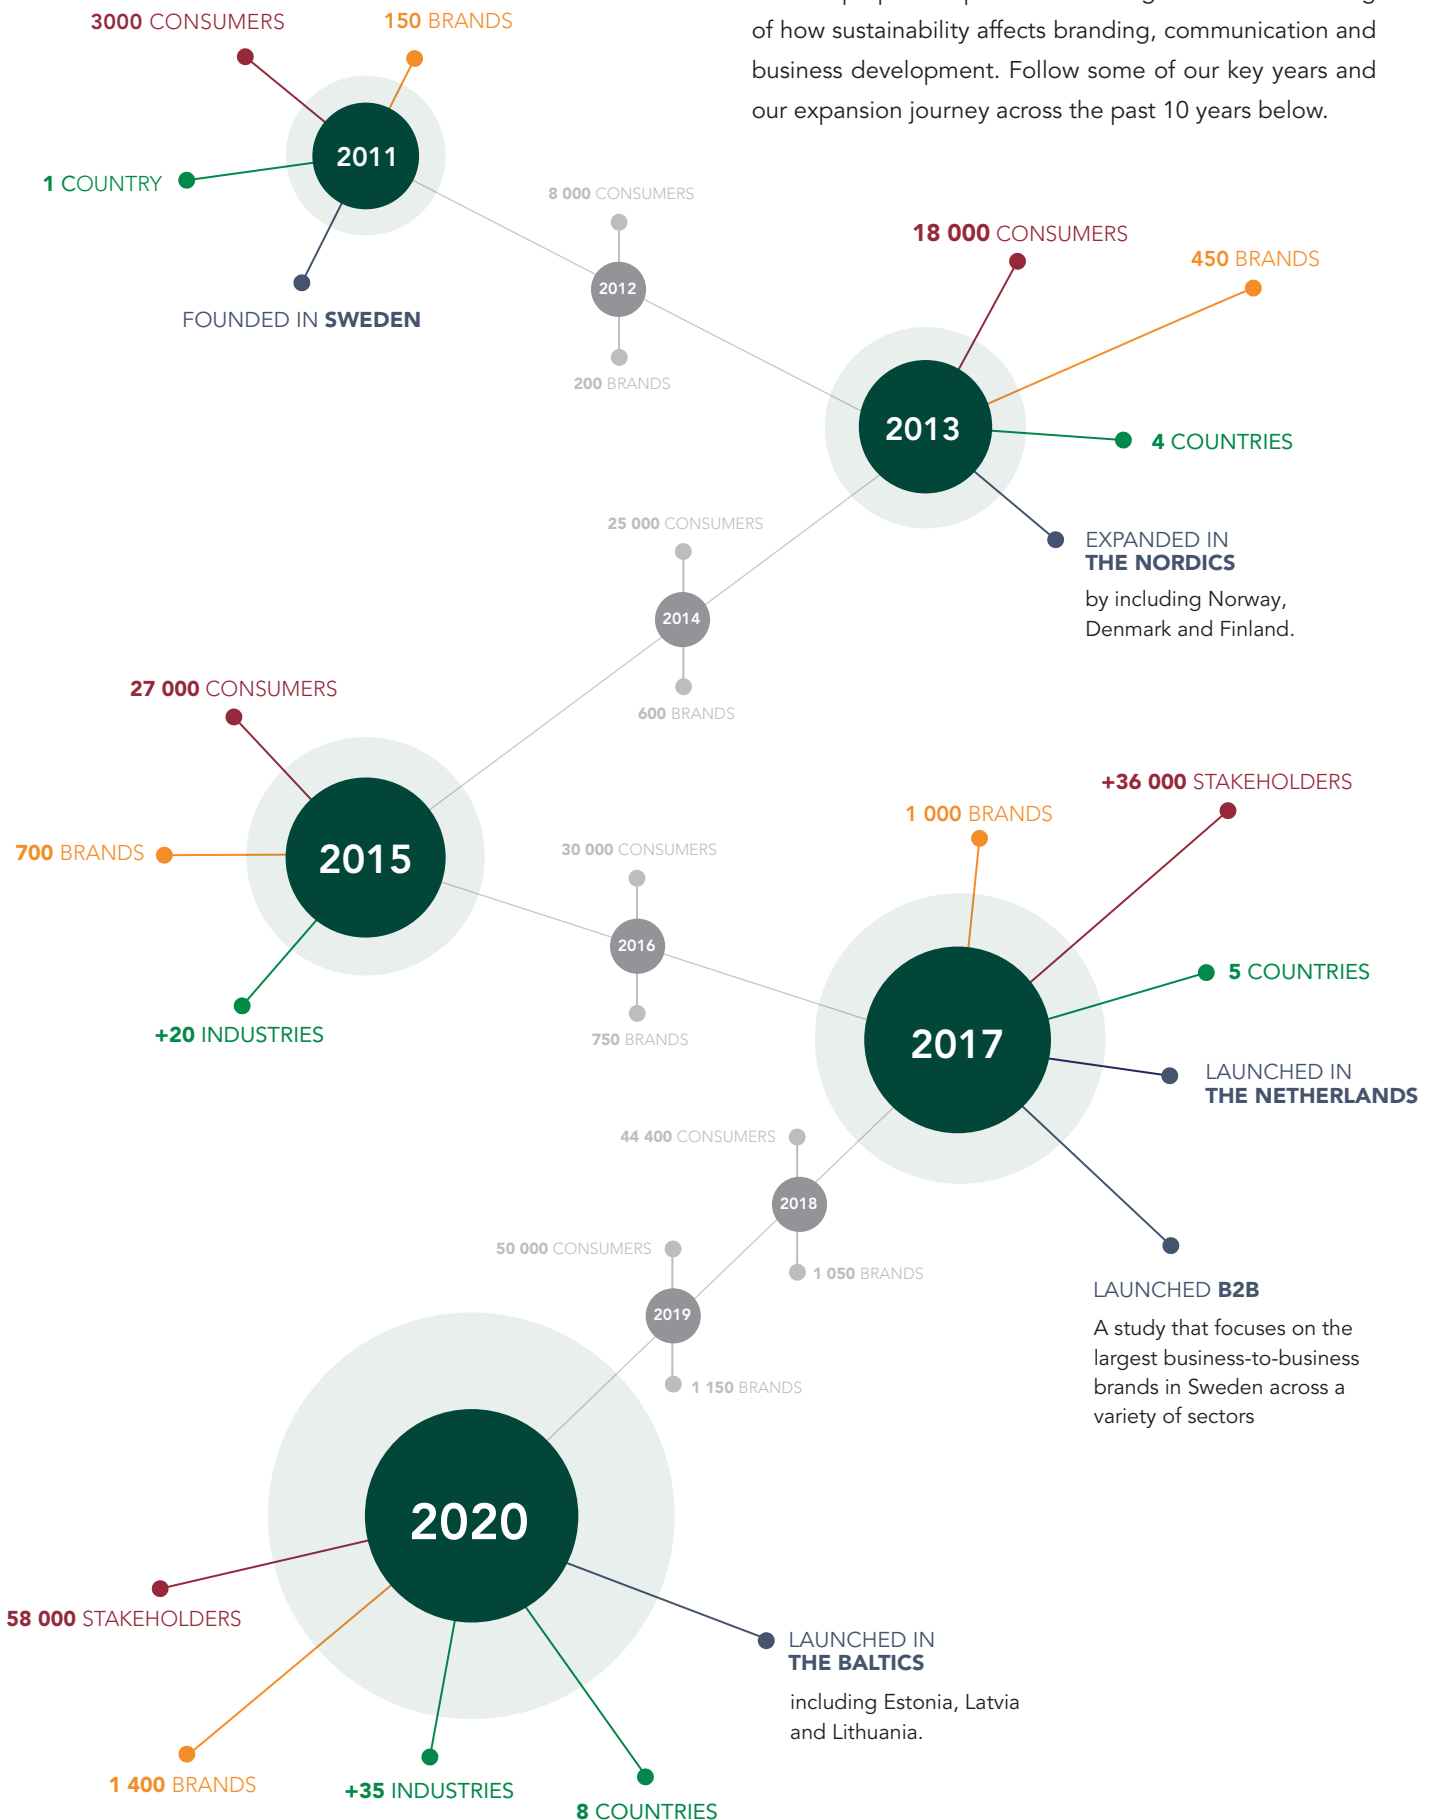 of how sustainability affects branding, communication and
business development. Follow some of our key years and
our expansion journey across the past 10 years below.
3000 CONSUMERS
150 BRANDS
2011
1 COUNTRY
FOUNDED IN SWEDEN
8 000 CONSUMERS
2012
200 BRANDS
18 000 CONSUMERS
450 BRANDS
2013
4 COUNTRIES
EXPANDED IN
THE NORDICS
by including Norway,
Denmark and Finland.
25 000 CONSUMERS
2014
600 BRANDS
27 000 CONSUMERS
700 BRANDS
2015
+20 INDUSTRIES
30 000 CONSUMERS
2016
750 BRANDS
1 000 BRANDS
+36 000 STAKEHOLDERS
2017
5 COUNTRIES
LAUNCHED IN
THE NETHERLANDS
LAUNCHED B2B
A study that focuses on the
largest business-to-business
brands in Sweden across a
variety of sectors
44 400 CONSUMERS
2018
1 050 BRANDS
50 000 CONSUMERS
2019
1 150 BRANDS
2020
58 000 STAKEHOLDERS
1 400 BRANDS
+35 INDUSTRIES
8 COUNTRIES
LAUNCHED IN
THE BALTICS
including Estonia, Latvia
and Lithuania.